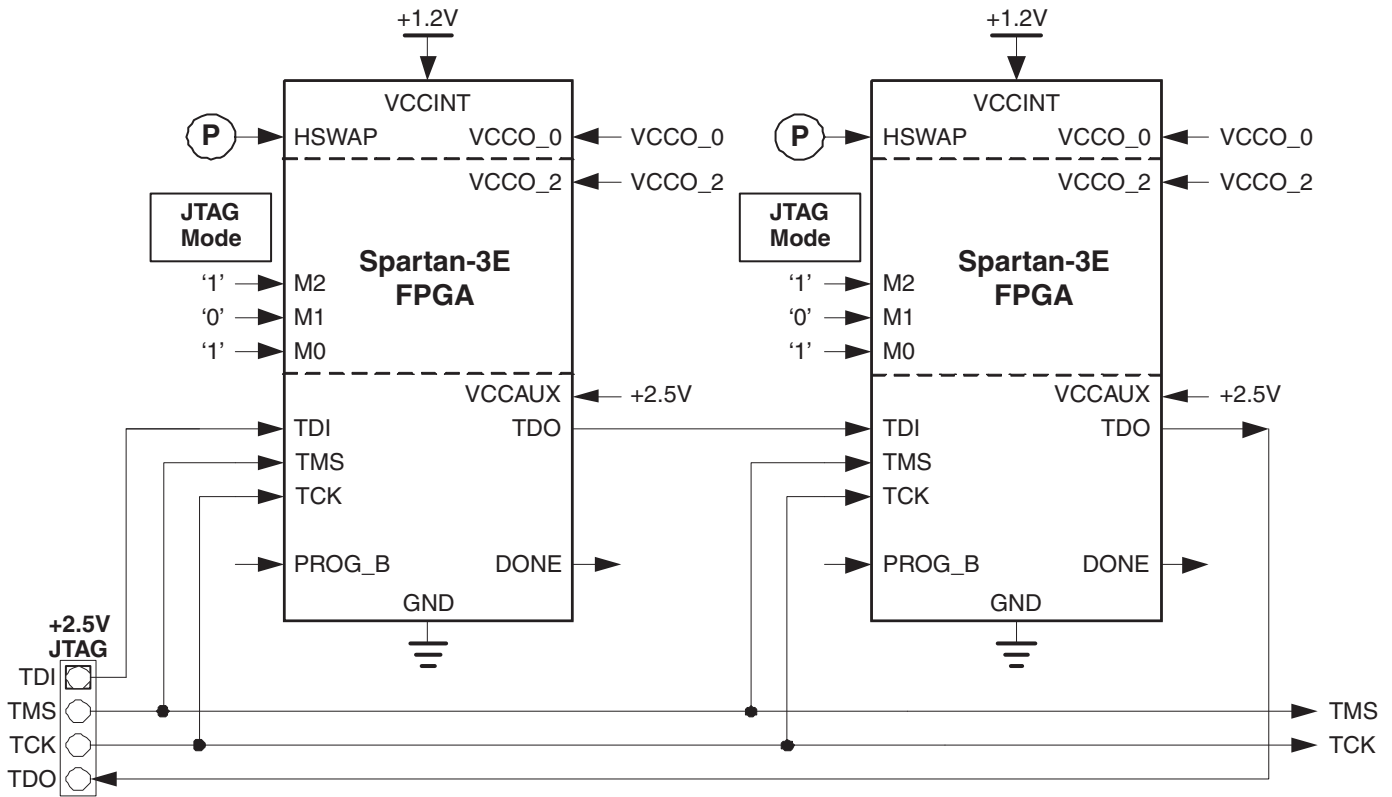 +1.2V
+1.2V
VCCINT
VCCINT
P
HSWAP
VCCO_0
VCCO_0
P
HSWAP
VCCO_0
VCCO_0
VCCO_2
VCCO_2
VCCO_2
VCCO_2
JTAG
Mode
JTAG
Mode
Spartan-3E
FPGA
Spartan-3E
FPGA
‘1’
M2
‘1’
M2
‘0’
M1
‘0’
M1
‘1’
M0
‘1’
M0
VCCAUX
+2.5V
VCCAUX
+2.5V
TDI
TDO
TDI
TDO
TMS
TMS
TCK
TCK
PROG_B
DONE
PROG_B
DONE
GND
GND
+2.5V
JTAG
TDI
TMS
TMS
TCK
TCK
TDO